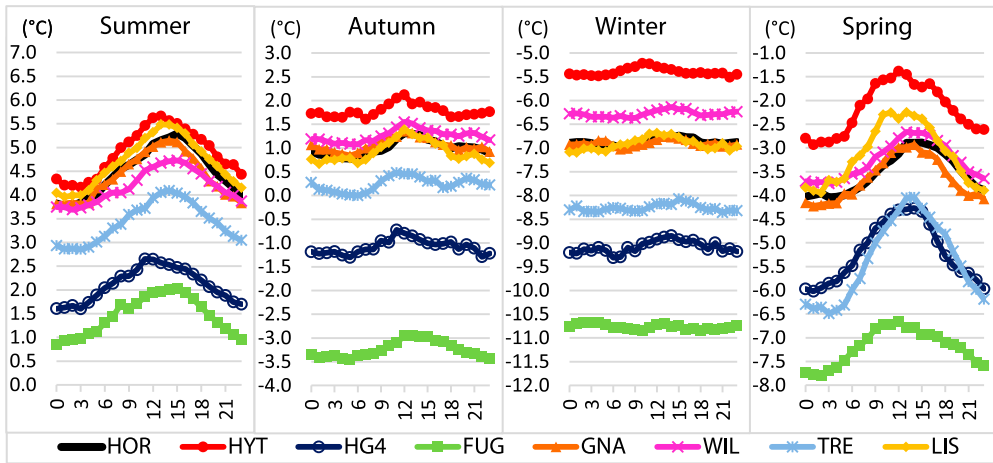 (°C) Summer (°C) Autumn (°C) Winter (°C) Spring
7.0 3.0 -5.0 -1.0
6.5 2.5 -5.5 -1.5
6.0 2.0 -6.0 -2.0
5.5 1.5 -6.5 -2.5
5.0 1.0 -7.0 -3.0
4.5 0.5 -7.5 -3.5
4.0 0.0 -8.0 -4.0
3.5 -0.5 -8.5 -4.5
3.0 -1.0 -9.0 -5.0
2.5 -1.5 -9.5 -5.5
2.0 -2.0 -10.0 -6.0
1.5 -2.5 -10.5 -6.5
1.0 -3.0 -11.0 -7.0
0.5 -3.5 -11.5 -7.5
0.0 -4.0 -12.0 -8.0
0 3 6 9 12 15 18 21 0 3 6 9 12 15 18 21 0 3 6 9 12 15 18 21 0 3 6 9 12 15 18 21
HOR HYT HG4 FUG GNA WIL TRE LIS